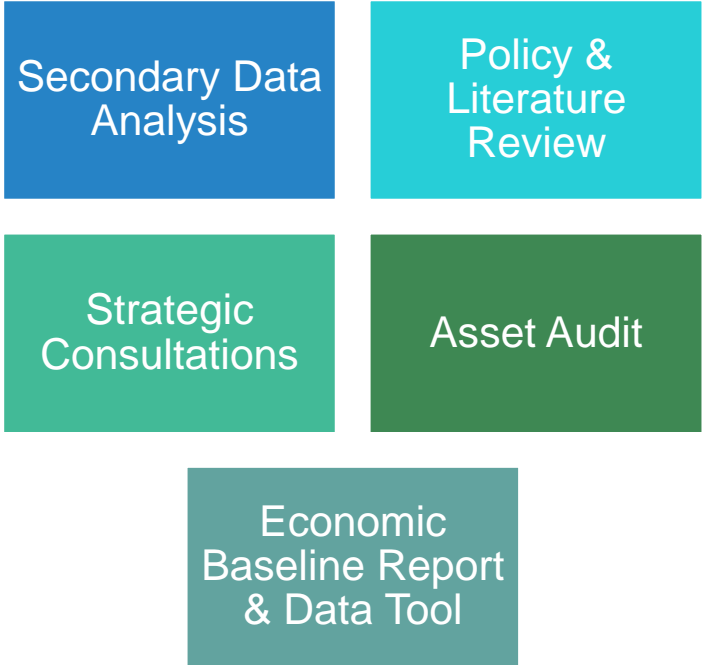 Secondary Data
Analysis
Policy &
Literature
Review
Strategic
Consultations
Asset Audit
Economic
Baseline Report
& Data Tool